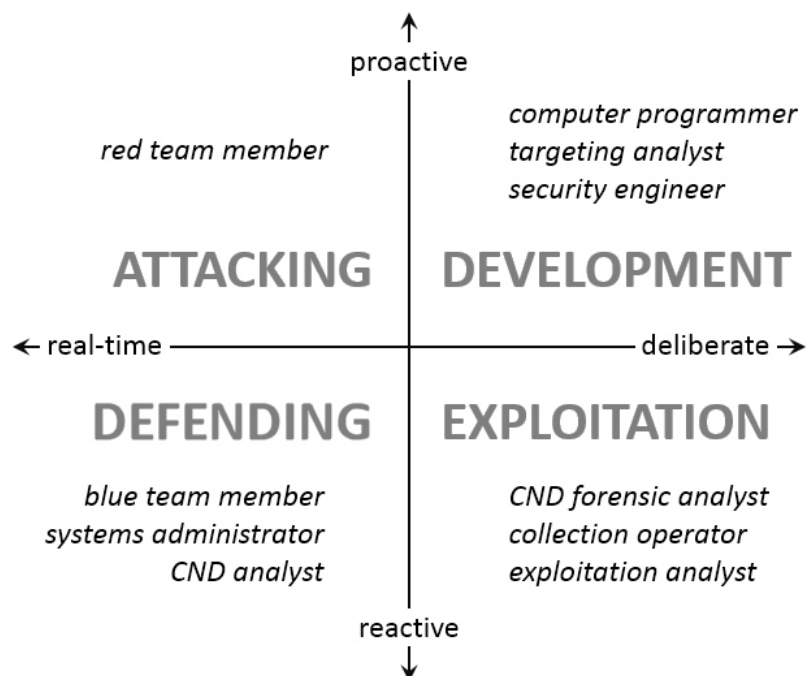 proactive
red team member
computer programmer
targeting analyst
security engineer
ATTACKING
DEVELOPMENT
real-time
deliberate
DEFENDING
EXPLOITATION
blue team member
systems administrator
CND analyst
CND forensic analyst
collection operator
exploitation analyst
reactive